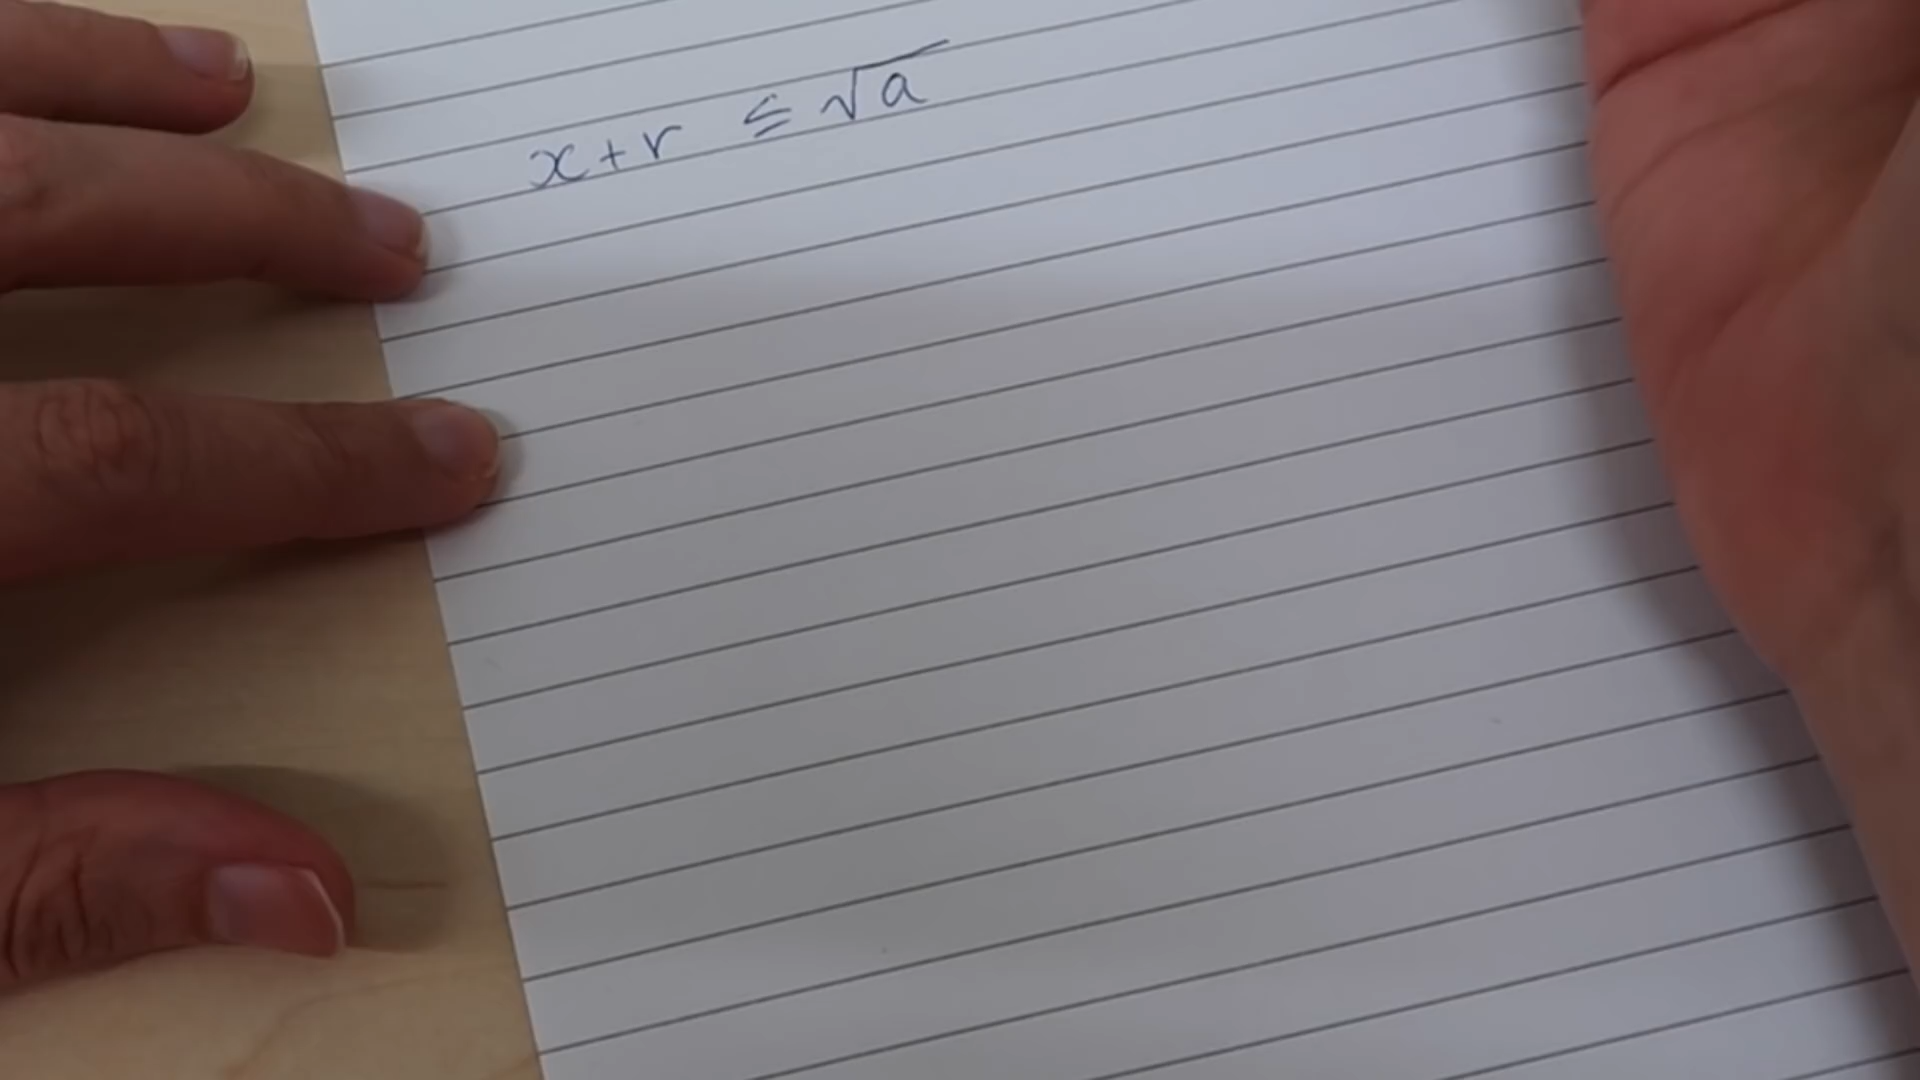 x + r ≤ √a